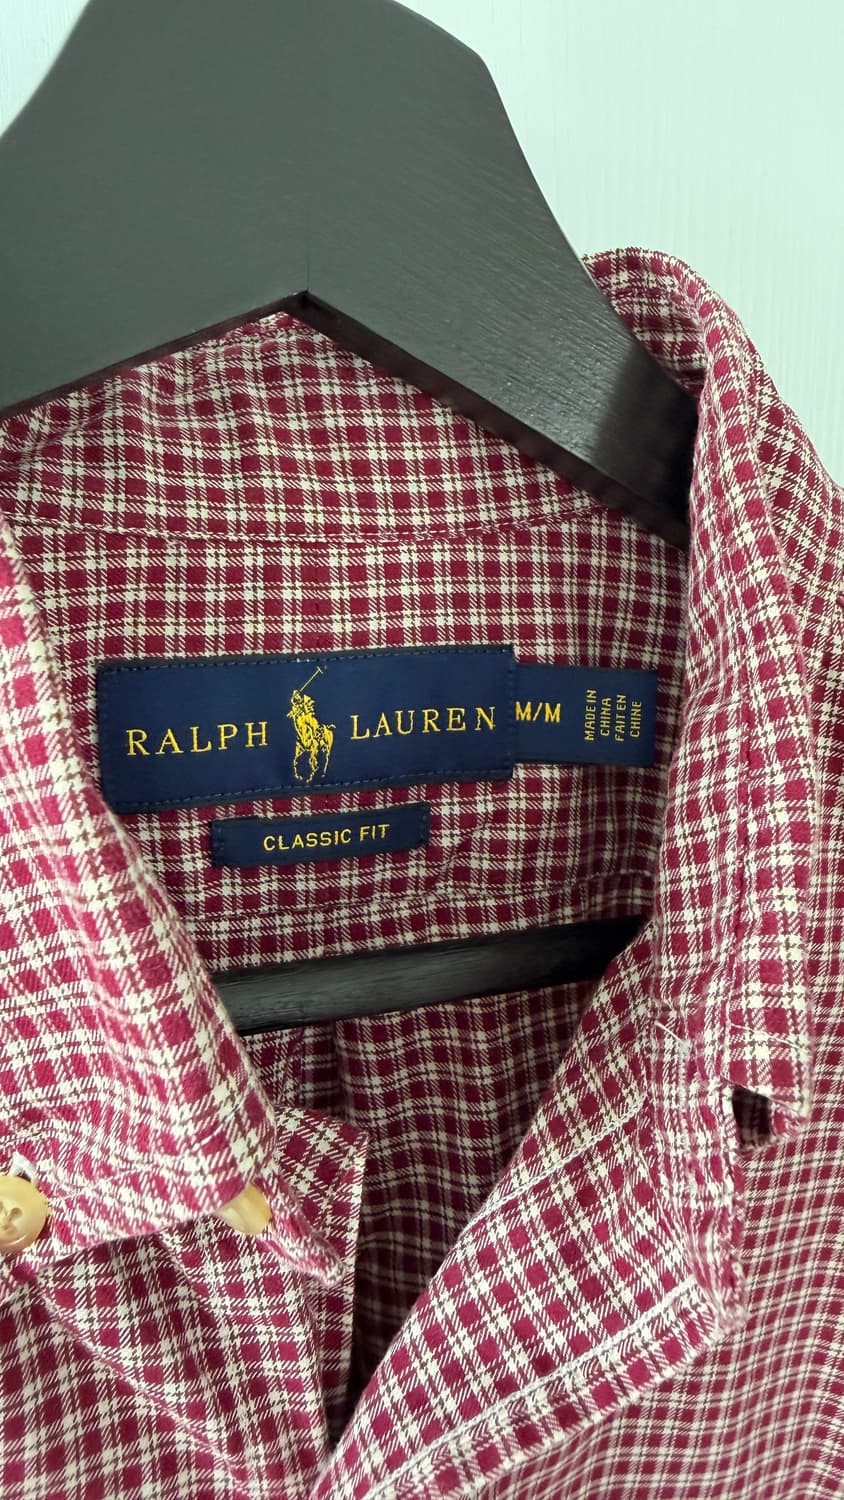 RALPH LAUREN
M/M
MADE IN
CHINA
FAIT EN
CHINE
CLASSIC FIT